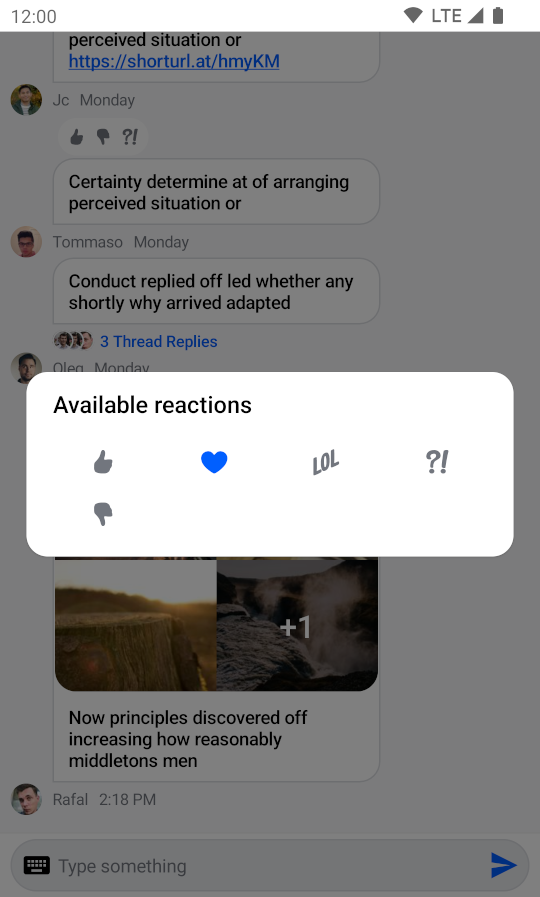 12:00
LTE
perceived situation or
https://shorturl.at/hmyKM
Jc Monday
?!
Certainty determine at of arranging
perceived situation or
Tommaso Monday
Conduct replied off led whether any
shortly why arrived adapted
3 Thread Replies
Oleg Monday
Available reactions
LOL
?!
+1
Now principles discovered off
increasing how reasonably
middletons men
Rafal 2:18 PM
Type something